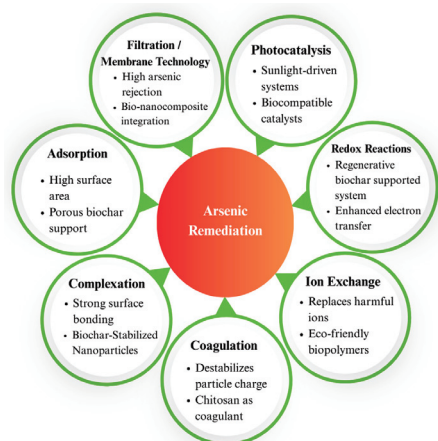 Filtration /
Membrane Technology
• High arsenic
rejection
• Bio-nanocomposite
integration
Photocatalysis
• Sunlight-driven
systems
• Biocompatible
catalysts
Adsorption
• High surface
area
• Porous biochar
support
Arsenic
Remediation
Redox Reactions
• Regenerative
biochar supported
system
• Enhanced electron
transfer
Complexation
• Strong surface
bonding
• Biochar-Stabilized
Nanoparticles
Ion Exchange
• Replaces harmful
ions
• Eco-friendly
biopolymers
Coagulation
• Destabilizes
particle charge
• Chitosan as
coagulant